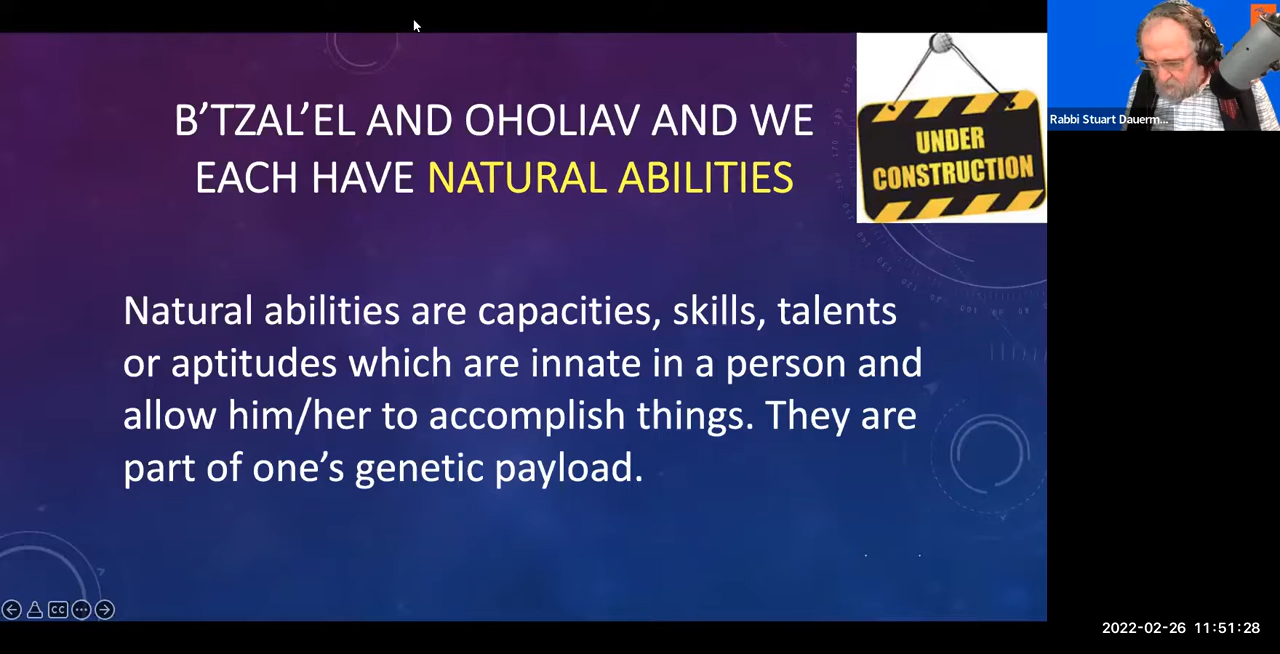 B’TZAL’EL AND OHOLIAV AND WE
EACH HAVE NATURAL ABILITIES
UNDER
CONSTRUCTION
Rabbi Stuart Dauerm...
Natural abilities are capacities, skills, talents
or aptitudes which are innate in a person and
allow him/her to accomplish things. They are
part of one’s genetic payload.
CC
2022-02-26 11:51:28